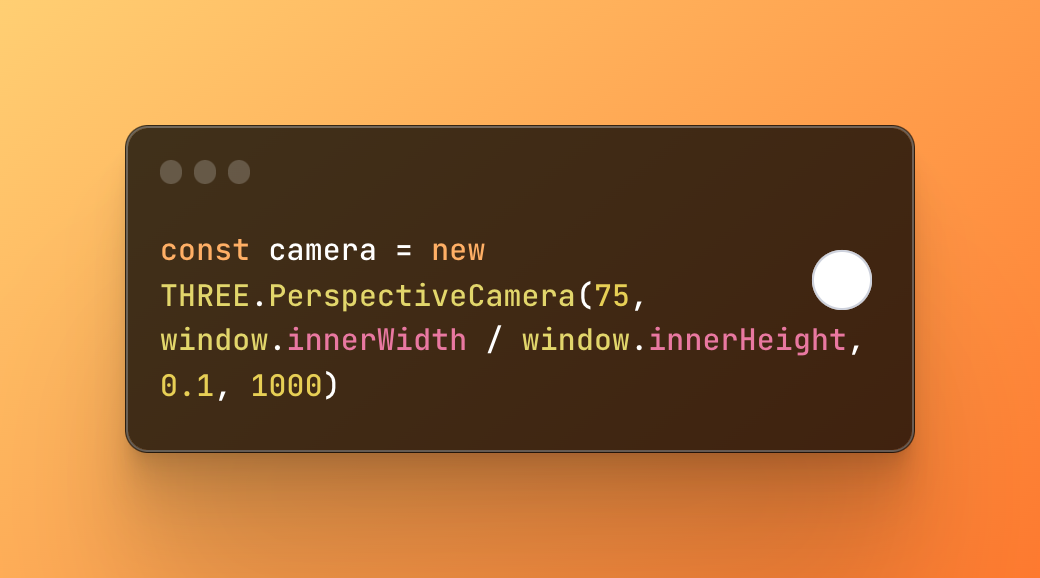 const camera = new
THREE.PerspectiveCamera(75,
window.innerWidth / window.innerHeight,
0.1, 1000)